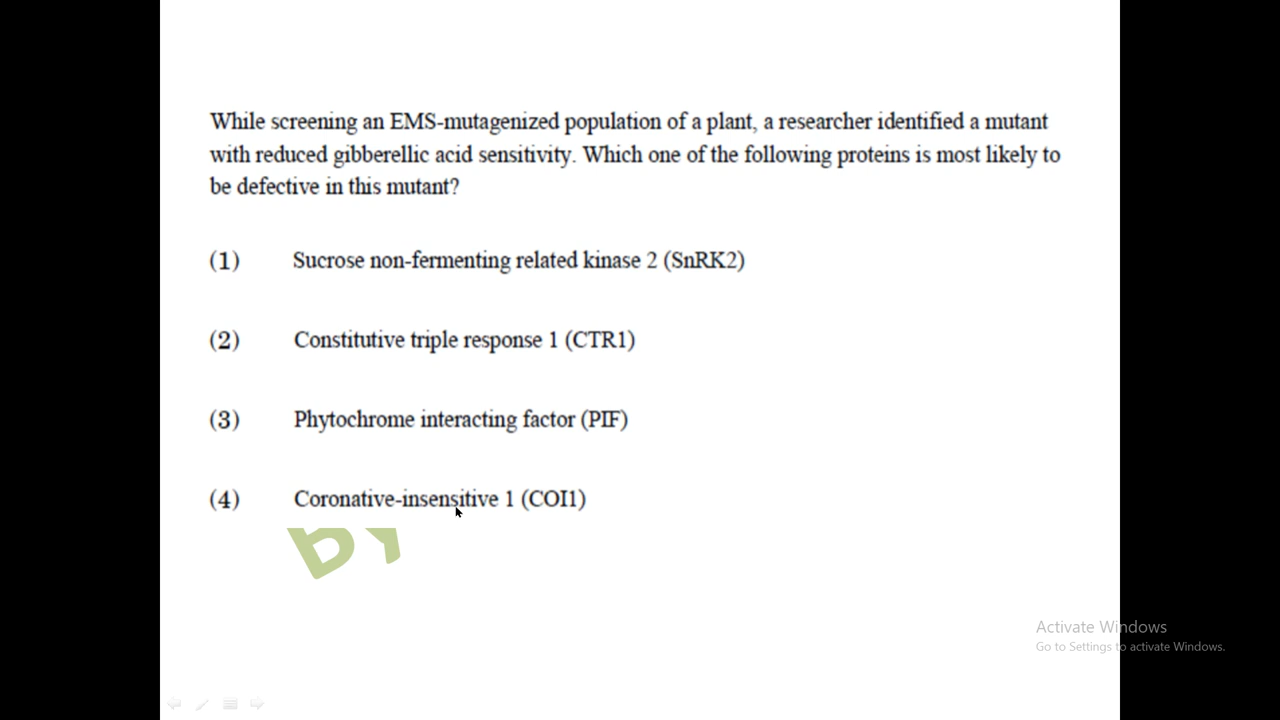 While screening an EMS-mutagenized population of a plant, a researcher identified a mutant
with reduced gibberellic acid sensitivity. Which one of the following proteins is most likely to
be defective in this mutant?
(1) Sucrose non-fermenting related kinase 2 (SnRK2)
(2) Constitutive triple response 1 (CTR1)
(3) Phytochrome interacting factor (PIF)
(4) Coronative-insensitive 1 (COI1)
BY
Activate Windows
Go to Settings to activate Windows.